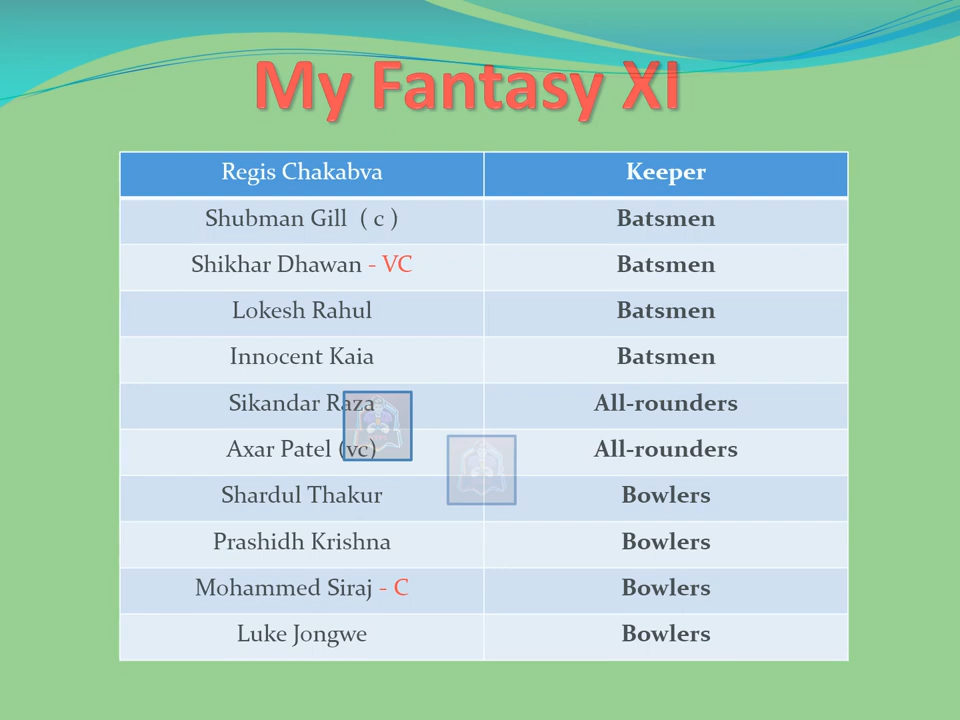 My Fantasy XI
Regis Chakabva Keeper
Shubman Gill ( c ) Batsmen
Shikhar Dhawan - VC Batsmen
Lokesh Rahul Batsmen
Innocent Kaia Batsmen
Sikandar Raza All-rounders
Axar Patel (vc) All-rounders
Shardul Thakur Bowlers
Prashidh Krishna Bowlers
Mohammed Siraj - C Bowlers
Luke Jongwe Bowlers